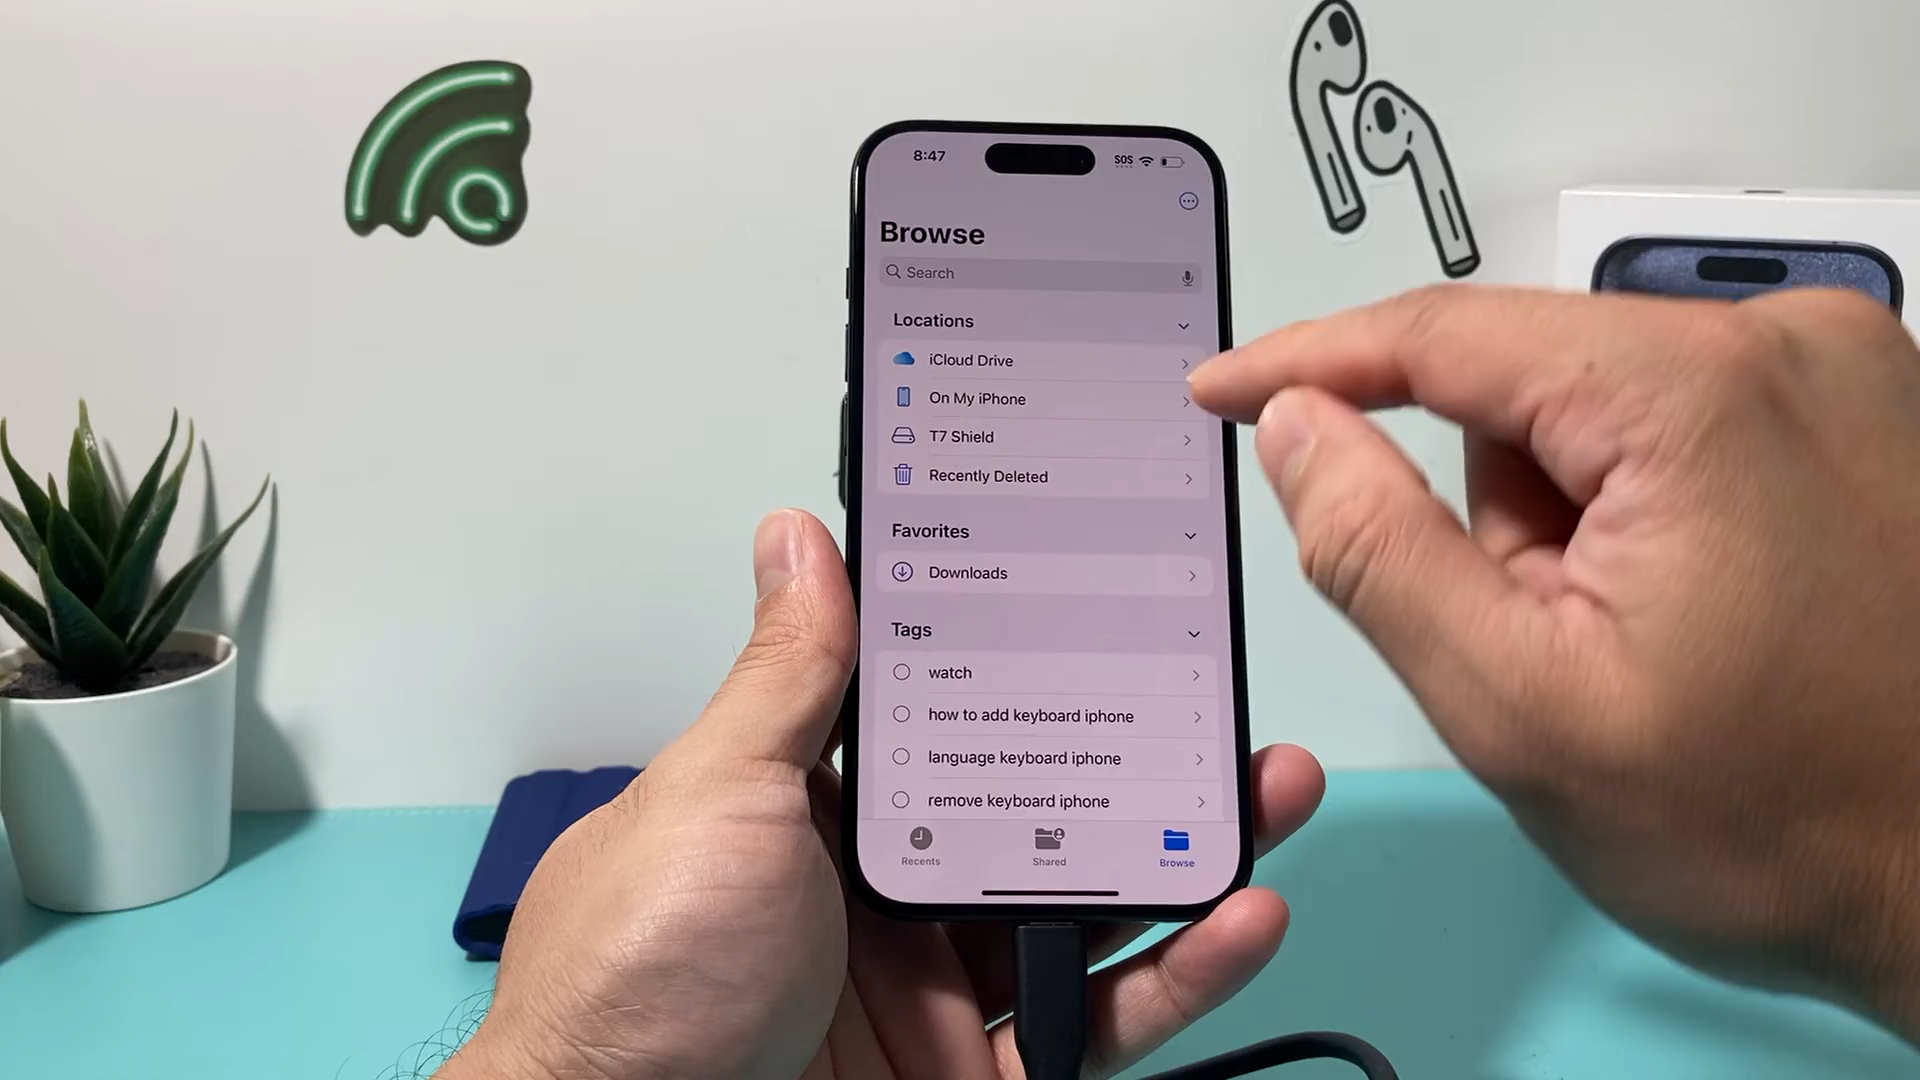 8:47
SOS
Browse
Search
Locations
iCloud Drive
On My iPhone
T7 Shield
Recently Deleted
Favorites
Downloads
Tags
watch
how to add keyboard iphone
language keyboard iphone
remove keyboard iphone
Recents
Shared
Browse